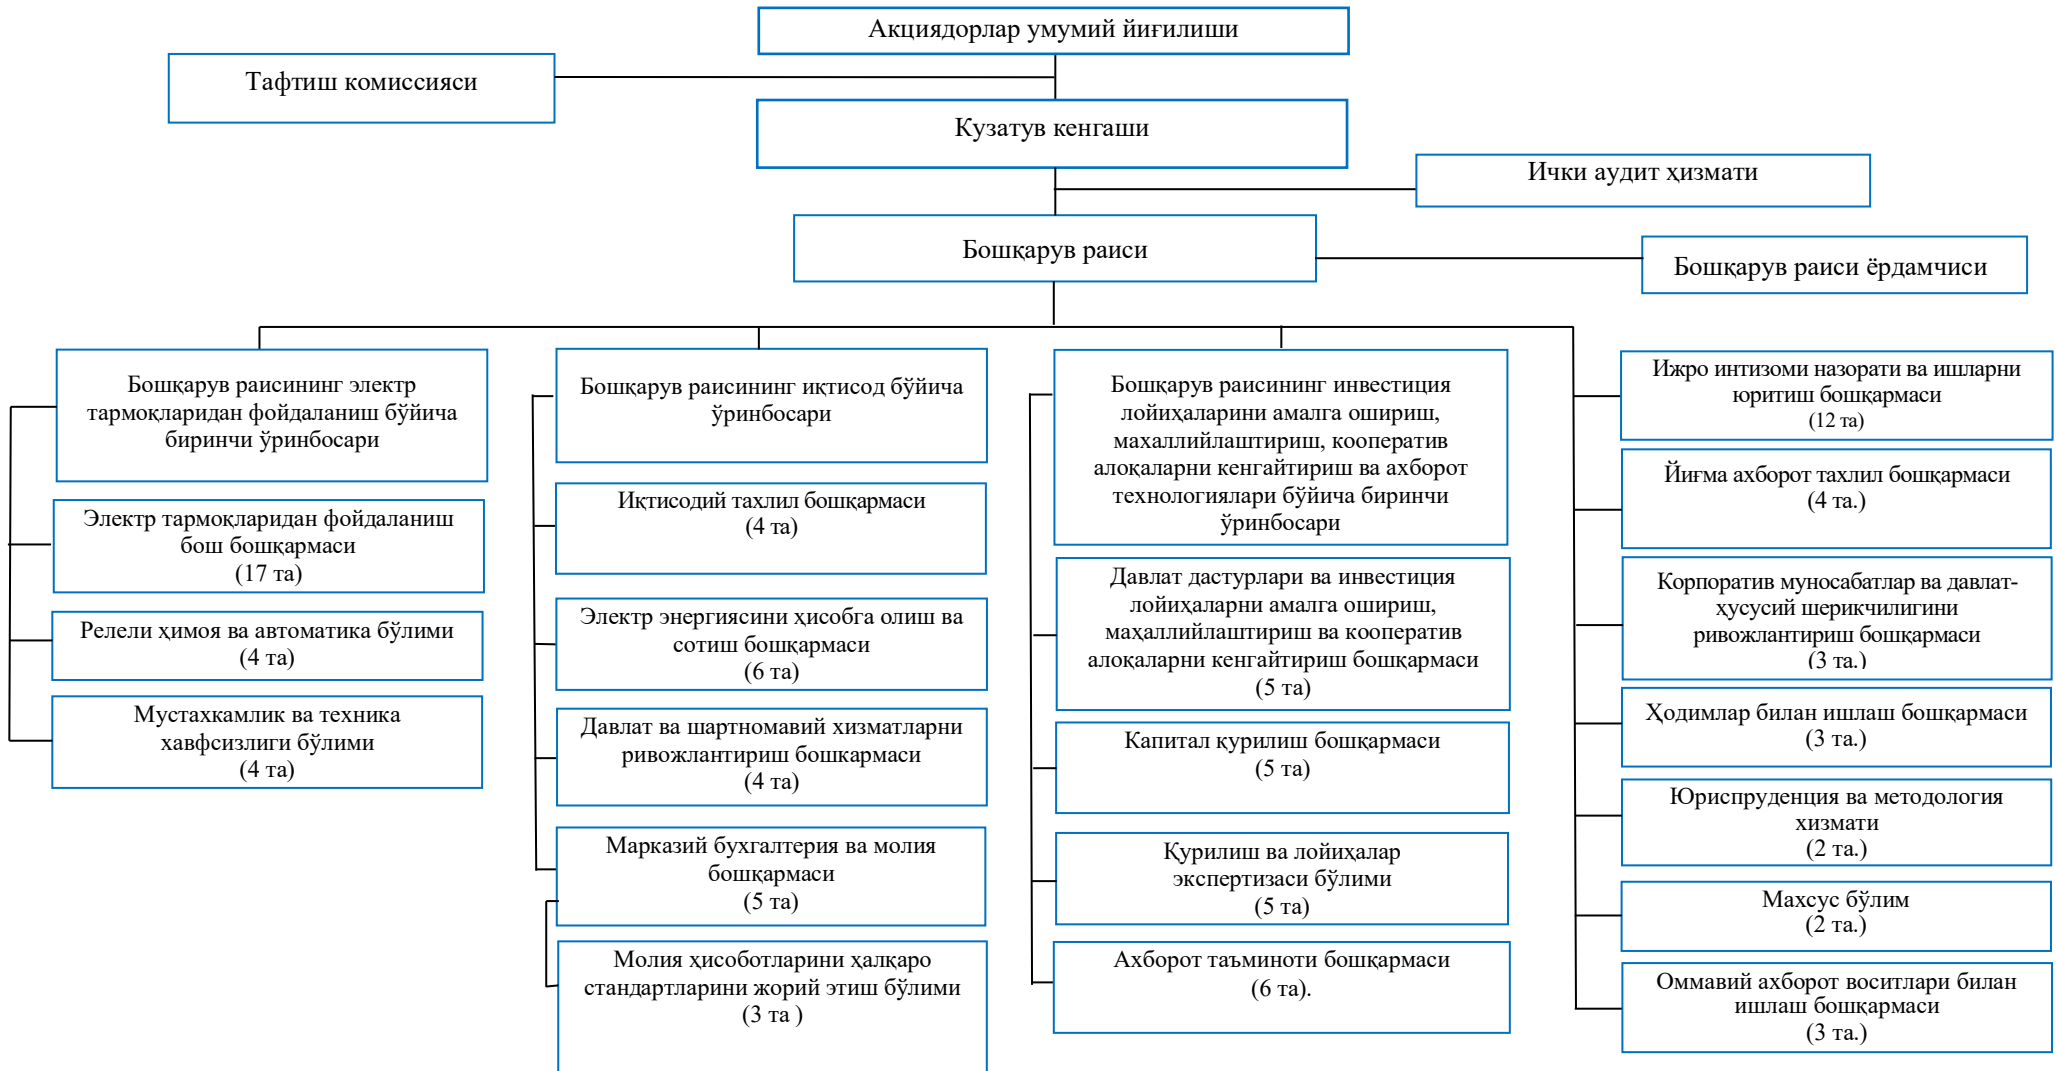 Акциядорлар умумий йиғилиши
Тафтиш комиссияси
Кузатув кенгаши
Ички аудит ҳизмати
Бошқарув раиси
Бошқарув раиси ёрдамчиси
Бошқарув раисининг электр
тармоқларидан фойдаланиш бўйича
биринчи ўринбосари
Электр тармоқларидан фойдаланиш
бош бошқармаси
(17 та)
Релели ҳимоя ва автоматика бўлими
(4 та)
Мустахкамлик ва техника
хавфсизлиги бўлими
(4 та)
Бошқарув раисининг иқтисод бўйича
ўринбосари
Иқтисодий тахлил бошқармаси
(4 та)
Электр энергиясини ҳисобга олиш ва
сотиш бошқармаси
(6 та)
Давлат ва шартномавий хизматларни
ривожлантириш бошкармаси
(4 та)
Марказий бухгалтерия ва молия
бошқармаси
(5 та)
Молия ҳисоботларини ҳалқаро
стандартларини жорий этиш бўлими
(3 та )
Бошқарув раисининг инвестиция
лойиҳаларини амалга ошириш,
махаллийлаштириш, кооператив
алоқаларни кенгайтириш ва ахборот
технологиялари бўйича биринчи
ўринбосари
Давлат дастурлари ва инвестиция
лойиҳаларни амалга ошириш,
маҳаллийлаштириш ва кооператив
алоқаларни кенгайтириш бошқармаси
(5 та)
Капитал қурилиш бошқармаси
(5 та)
Қурилиш ва лойиҳалар
экспертизаси бўлими
(5 та)
Ахборот таъминоти бошқармаси
(6 та).
Ижро интизоми назорати ва ишларни
юритиш бошқармаси
(12 та)
Йиғма ахборот тахлил бошқармаси
(4 та.)
Корпоратив муносабатлар ва давлат-
ҳусусий шерикчилигини
ривожлантириш бошқармаси
(3 та.)
Ҳодимлар билан ишлаш бошқармаси
(3 та.)
Юриспруденция ва методология
хизмати
(2 та.)
Махсус бўлим
(2 та.)
Оммавий ахборот воситлари билан
ишлаш бошқармаси
(3 та.)